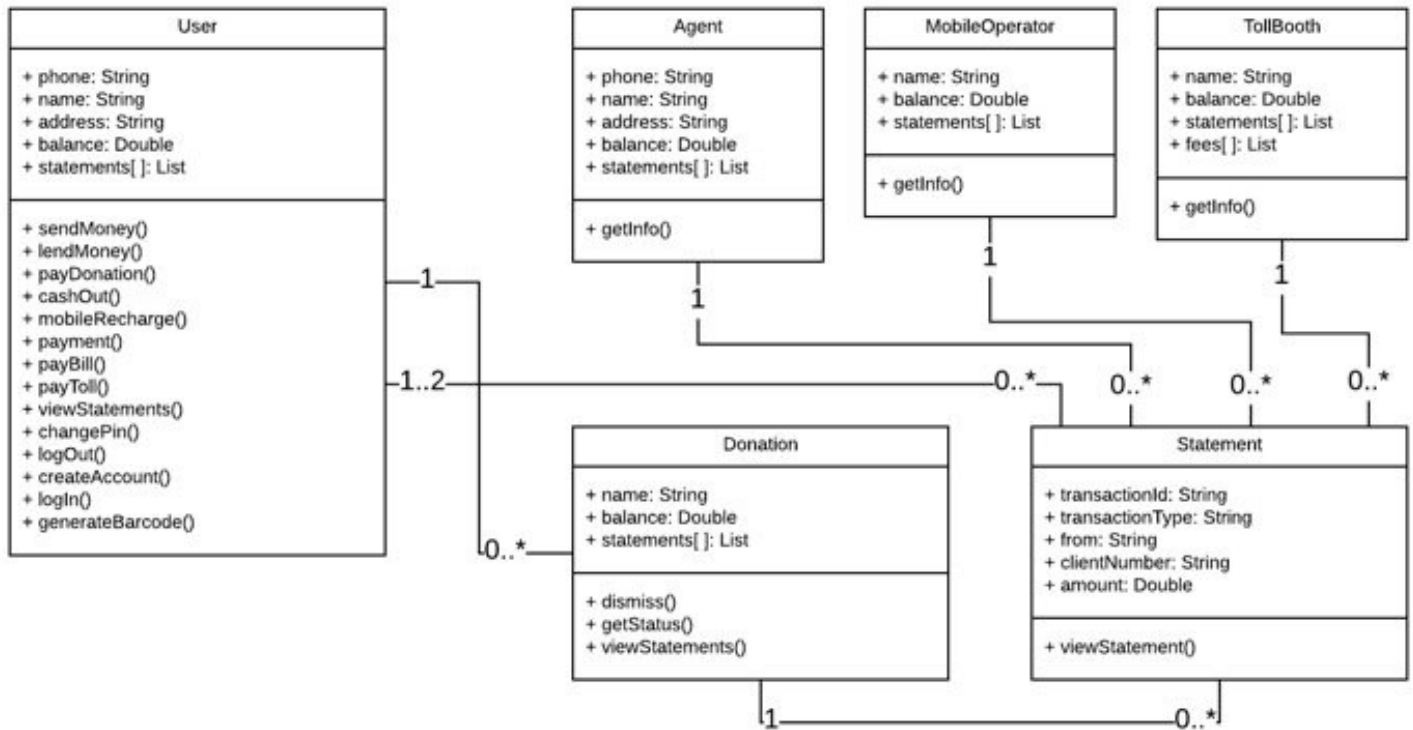 User
+ phone: String
+ name: String
+ address: String
+ balance: Double
+ statements[ ]: List
+ sendMoney()
+ lendMoney()
+ payDonation()
+ cashOut()
+ mobileRecharge()
+ payment()
+ payBill()
+ payToll()
+ viewStatements()
+ changePin()
+ logOut()
+ createAccount()
+ logIn()
+ generateBarcode()
Agent
+ phone: String
+ name: String
+ address: String
+ balance: Double
+ statements[ ]: List
+ getInfo()
MobileOperator
+ name: String
+ balance: Double
+ statements[ ]: List
+ getInfo()
TollBooth
+ name: String
+ balance: Double
+ statements[ ]: List
+ fees[ ]: List
+ getInfo()
1
1
1
1
1..2
0..*
0..*
0..*
0..*
0..*
Donation
+ name: String
+ balance: Double
+ statements[ ]: List
+ dismiss()
+ getStatus()
+ viewStatements()
Statement
+ transactionId: String
+ transactionType: String
+ from: String
+ clientNumber: String
+ amount: Double
+ viewStatement()
1
0..*